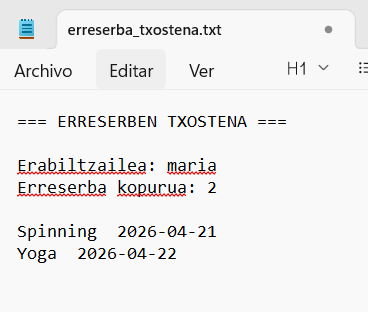 erreserba_txostena.txt
Archivo Editar Ver H1
=== ERRESERBEN TXOSTENA ===
Erabiltzailea: maria
Erreserba kopurua: 2
Spinning  2026-04-21
Yoga  2026-04-22